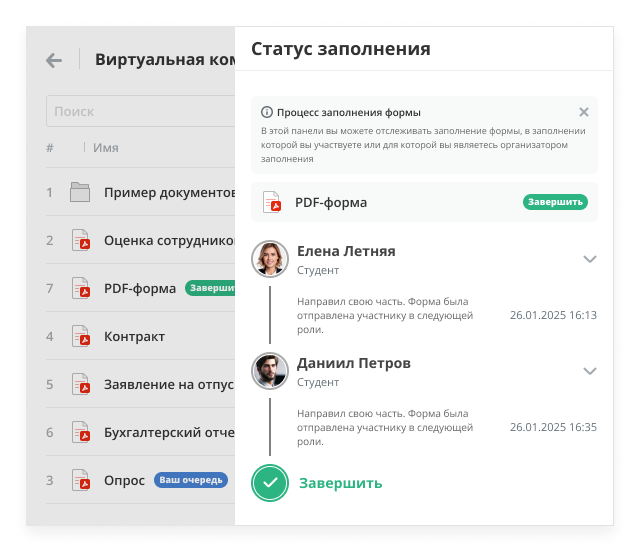 Виртуальная ком
Поиск
# Имя
1 Пример документов
2 Оценка сотрудников
7 PDF-форма Заверши
4 Контракт
5 Заявление на отпус
6 Бухгалтерский отче
3 Опрос Ваш очередь
Статус заполнения
Процесс заполнения формы
В этой панели вы можете отслеживать заполнение формы, в заполнении
которой вы участвуете или для которой вы являетесь организатором
заполнения
PDF-форма Завершить
Елена Летняя
Студент
Направил свою часть. Форма была
отправлена участнику в следующей
роли.
26.01.2025 16:13
Даниил Петров
Студент
Направил свою часть. Форма была
отправлена участнику в следующей
роли.
26.01.2025 16:35
Завершить